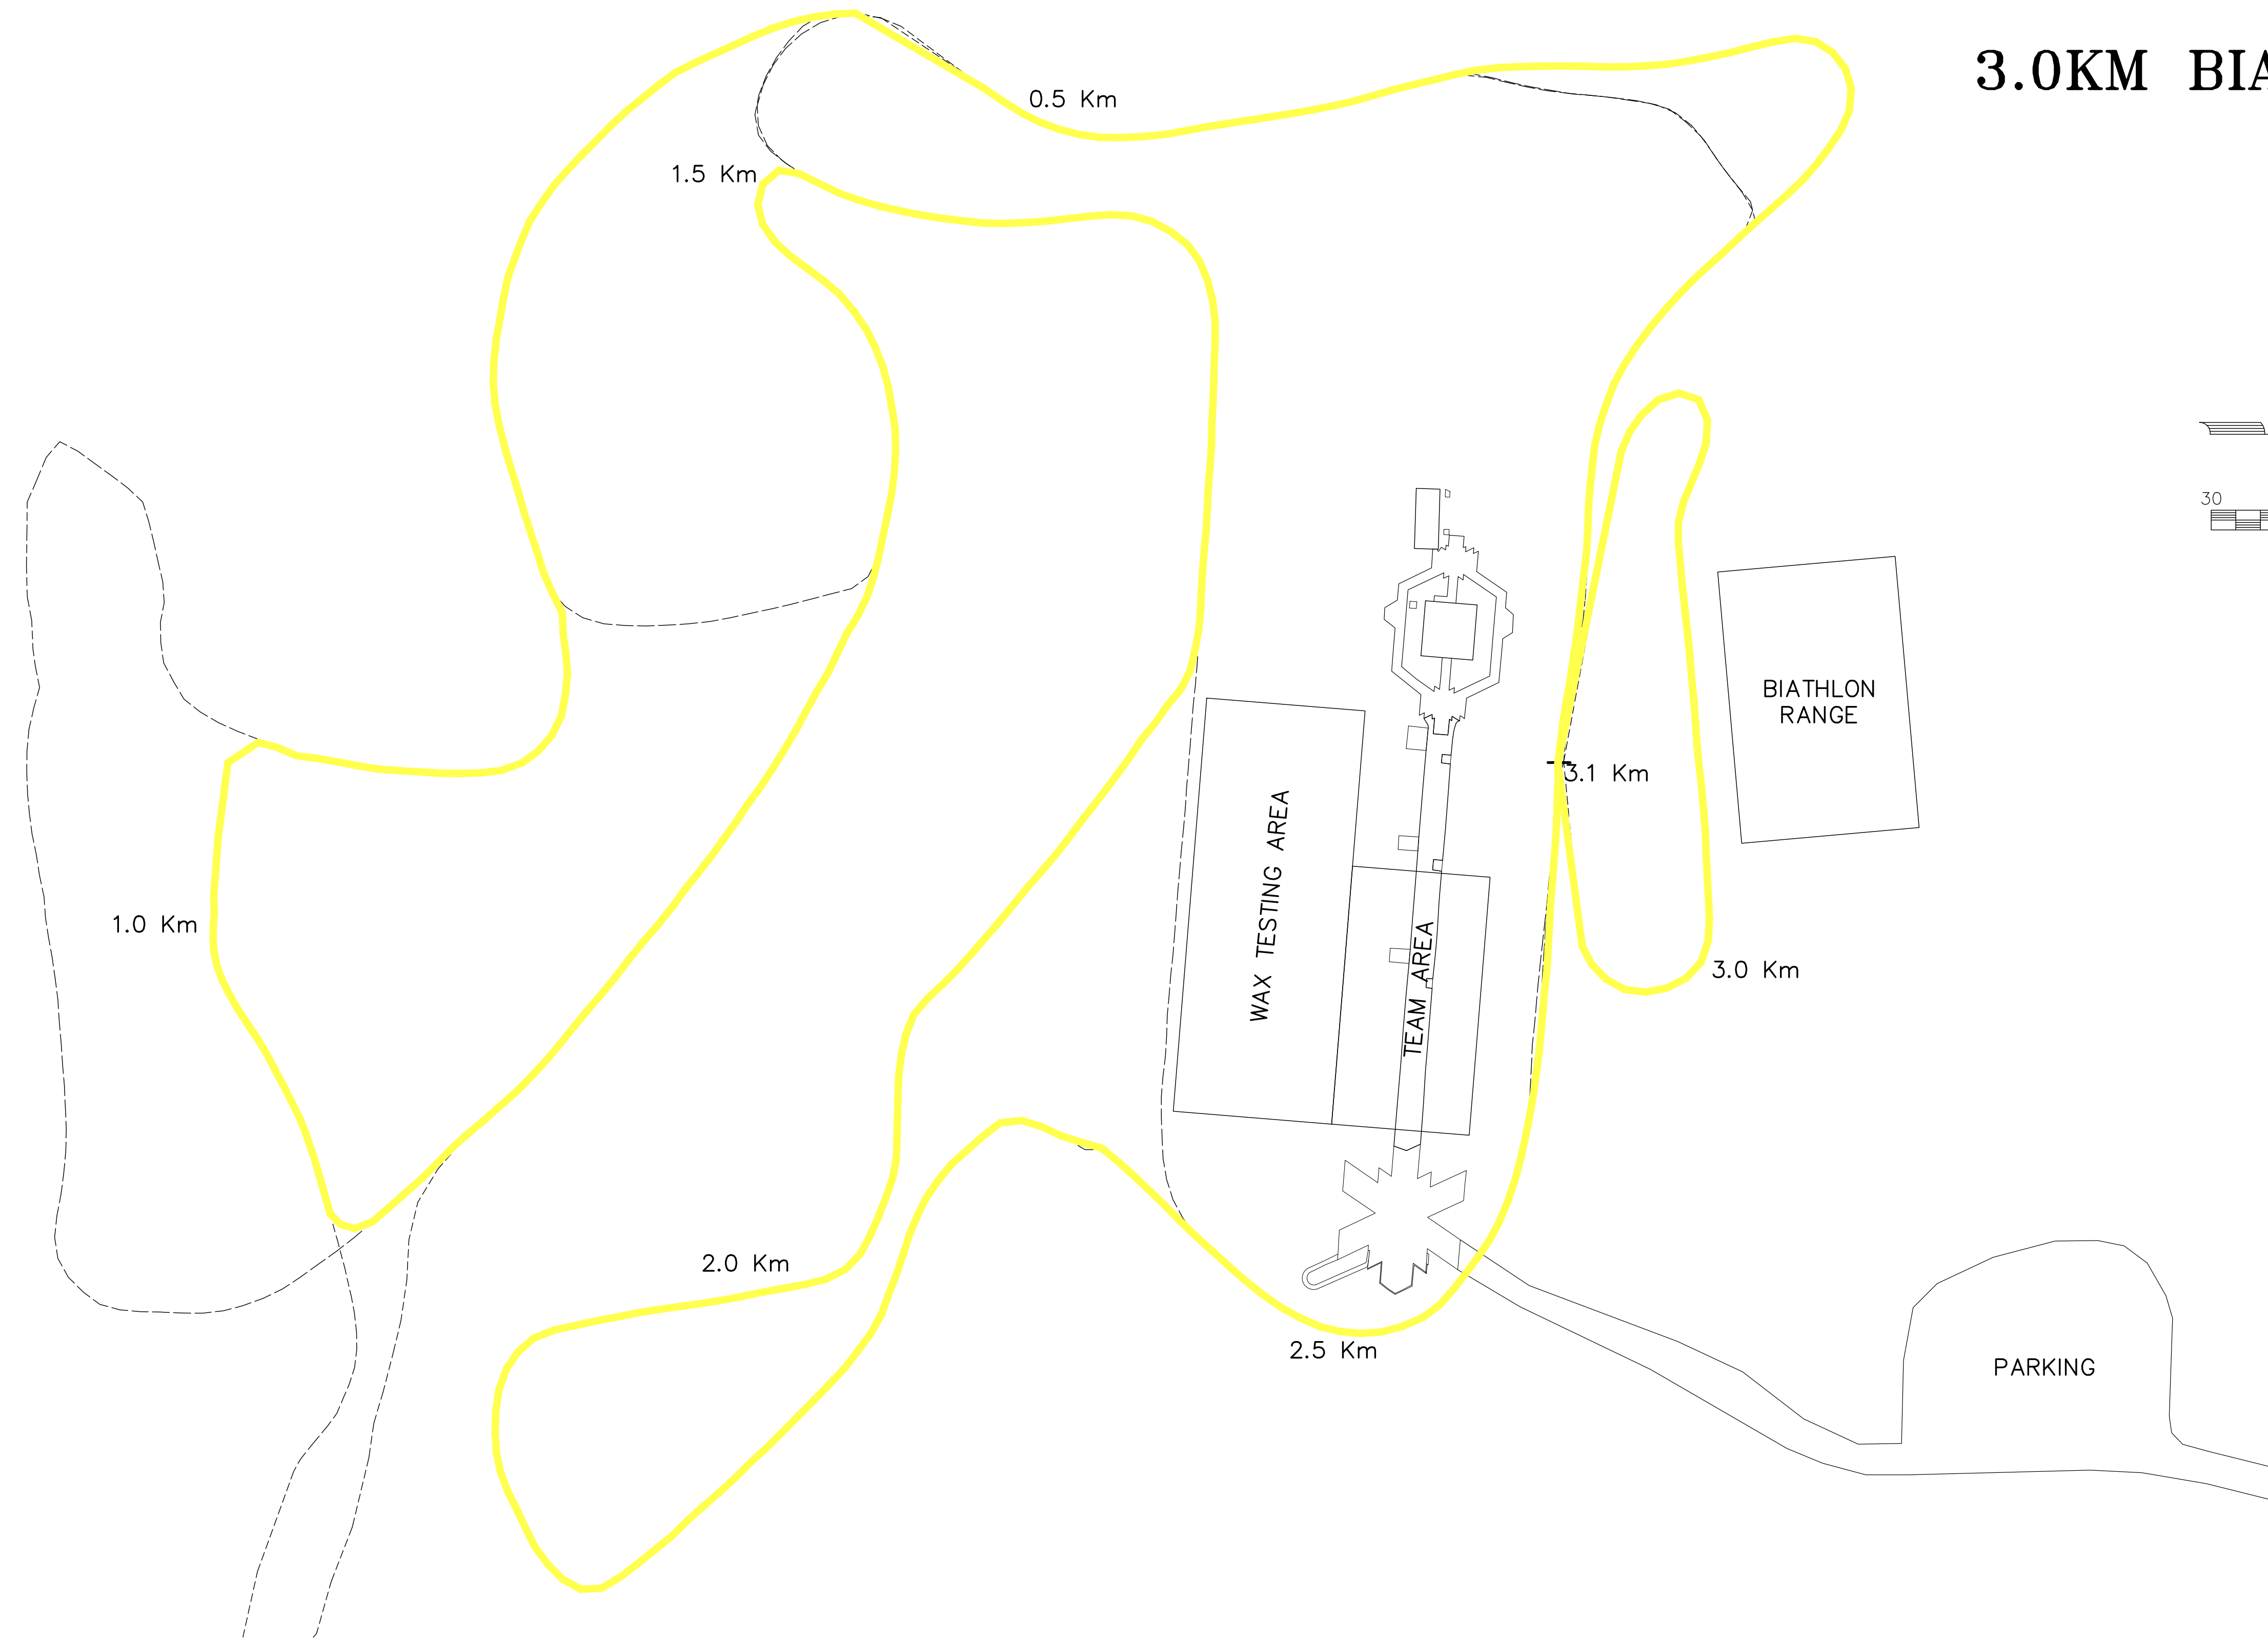 3.0KM
0.5 Km
1.5 Km
30
BIATHLON
RANGE
3.1 Km
WAX TESTING AREA
1.0 Km
TEAM AREA
3.0 Km
2.0 Km
2.5 Km
PARKING